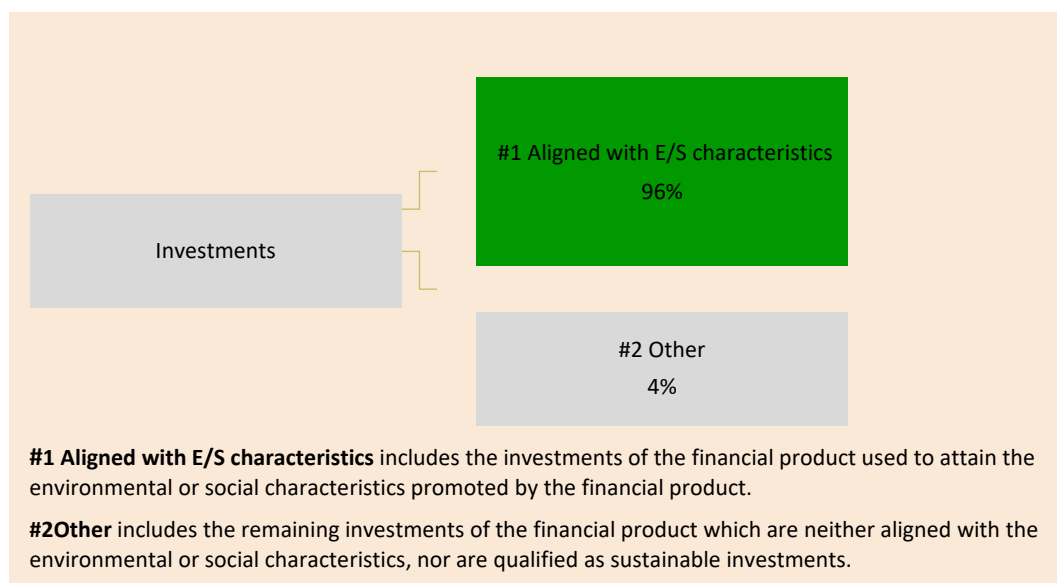 #1 Aligned with E/S characteristics
96%
Investments
#2 Other
4%
#1 Aligned with E/S characteristics includes the investments of the financial product used to attain the
environmental or social characteristics promoted by the financial product.
#2Other includes the remaining investments of the financial product which are neither aligned with the
environmental or social characteristics, nor are qualified as sustainable investments.